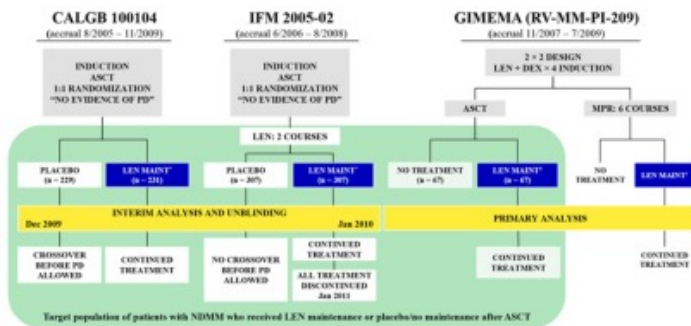 CALGB 100104
(accrual 8/2005 – 11/2009)
INDUCTION
ASCT
1:1 RANDOMIZATION
“NO EVIDENCE OF PD”
PLACEBO
(n – 229)
LEN MAINT*
(n – 231)
IFM 2005-02
(accrual 6/2006 – 8/2008)
INDUCTION
ASCT
1:1 RANDOMIZATION
“NO EVIDENCE OF PD”
LEN: 2 COURSES
PLACEBO
(n – 307)
LEN MAINT*
(n – 307)
GIMEMA (RV-MM-PI-209)
(accrual 11/2007 – 7/2009)
2 × 2 DESIGN
LEN + DEX × 4 INDUCTION
ASCT
MPR: 6 COURSES
NO TREATMENT
(n – 67)
LEN MAINT*
(n – 67)
NO
TREATMENT
LEN MAINT*
INTERIM ANALYSIS AND UNBLINDING
Dec 2009
Jan 2010
PRIMARY ANALYSIS
CROSSOVER
BEFORE PD
ALLOWED
CONTINUED
TREATMENT
NO CROSSOVER
BEFORE PD
ALLOWED
CONTINUED
TREATMENT
ALL TREATMENT
DISCONTINUED
Jan 2011
CONTINUED
TREATMENT
CONTINUED
TREATMENT
Target population of patients with NDMM who received LEN maintenance or placebo/no maintenance after ASCT